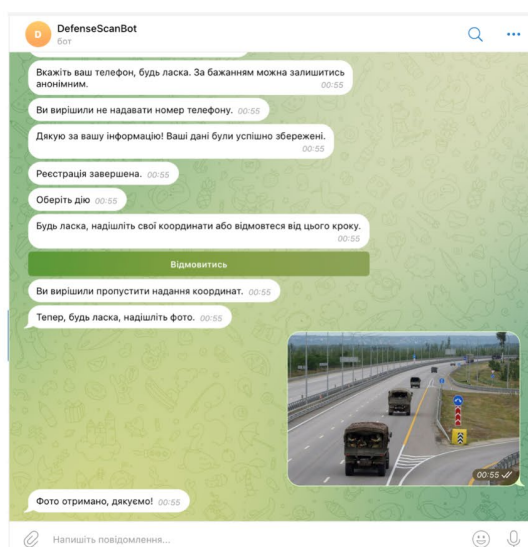 D
DefenseScanBot
бот
Вкажіть ваш телефон, будь ласка. За бажанням можна залишитись
анонімним. 00:55
Ви вирішили не надавати номер телефону. 00:55
Дякую за вашу інформацію! Ваші дані були успішно збережені.
00:55
Реєстрація завершена. 00:55
Оберіть дію 00:55
Будь ласка, надішліть свої координати або відмовтеся від цього кроку.
00:55
Відмовитись
Ви вирішили пропустити надання координат. 00:55
Тепер, будь ласка, надішліть фото. 00:55
00:55
Фото отримано, дякуємо! 00:55
Напишіть повідомлення...